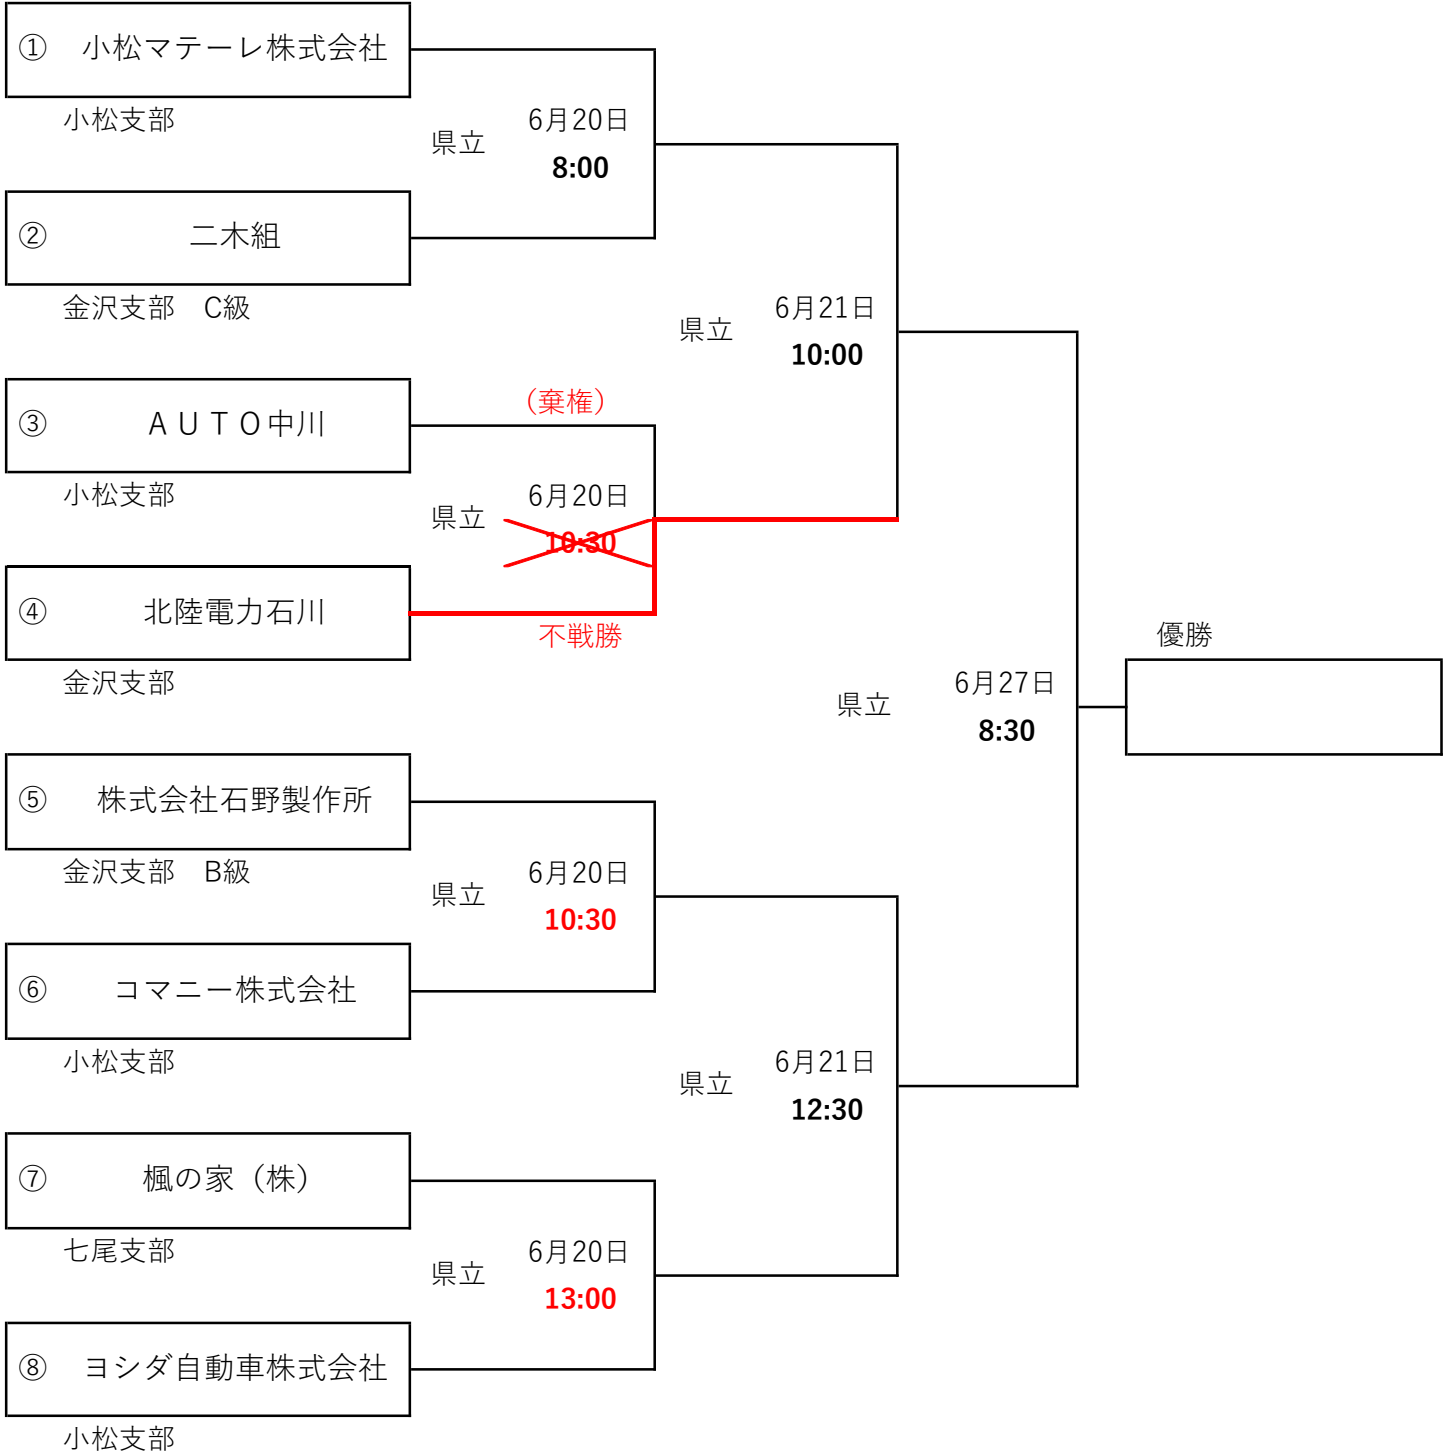 ① 小松マテーレ株式会社
小松支部
県立 6月20日
8:00
② 二木組
金沢支部 C級
県立 6月21日
10:00
③ ＡＵＴＯ中川
（棄権）
小松支部
県立 6月20日
10:30
④ 北陸電力石川
不戦勝
金沢支部
優勝
県立 6月27日
8:30
⑤ 株式会社石野製作所
金沢支部 B級
県立 6月20日
10:30
⑥ コマニー株式会社
小松支部
県立 6月21日
12:30
⑦ 楓の家（株）
七尾支部
県立 6月20日
13:00
⑧ ヨシダ自動車株式会社
小松支部